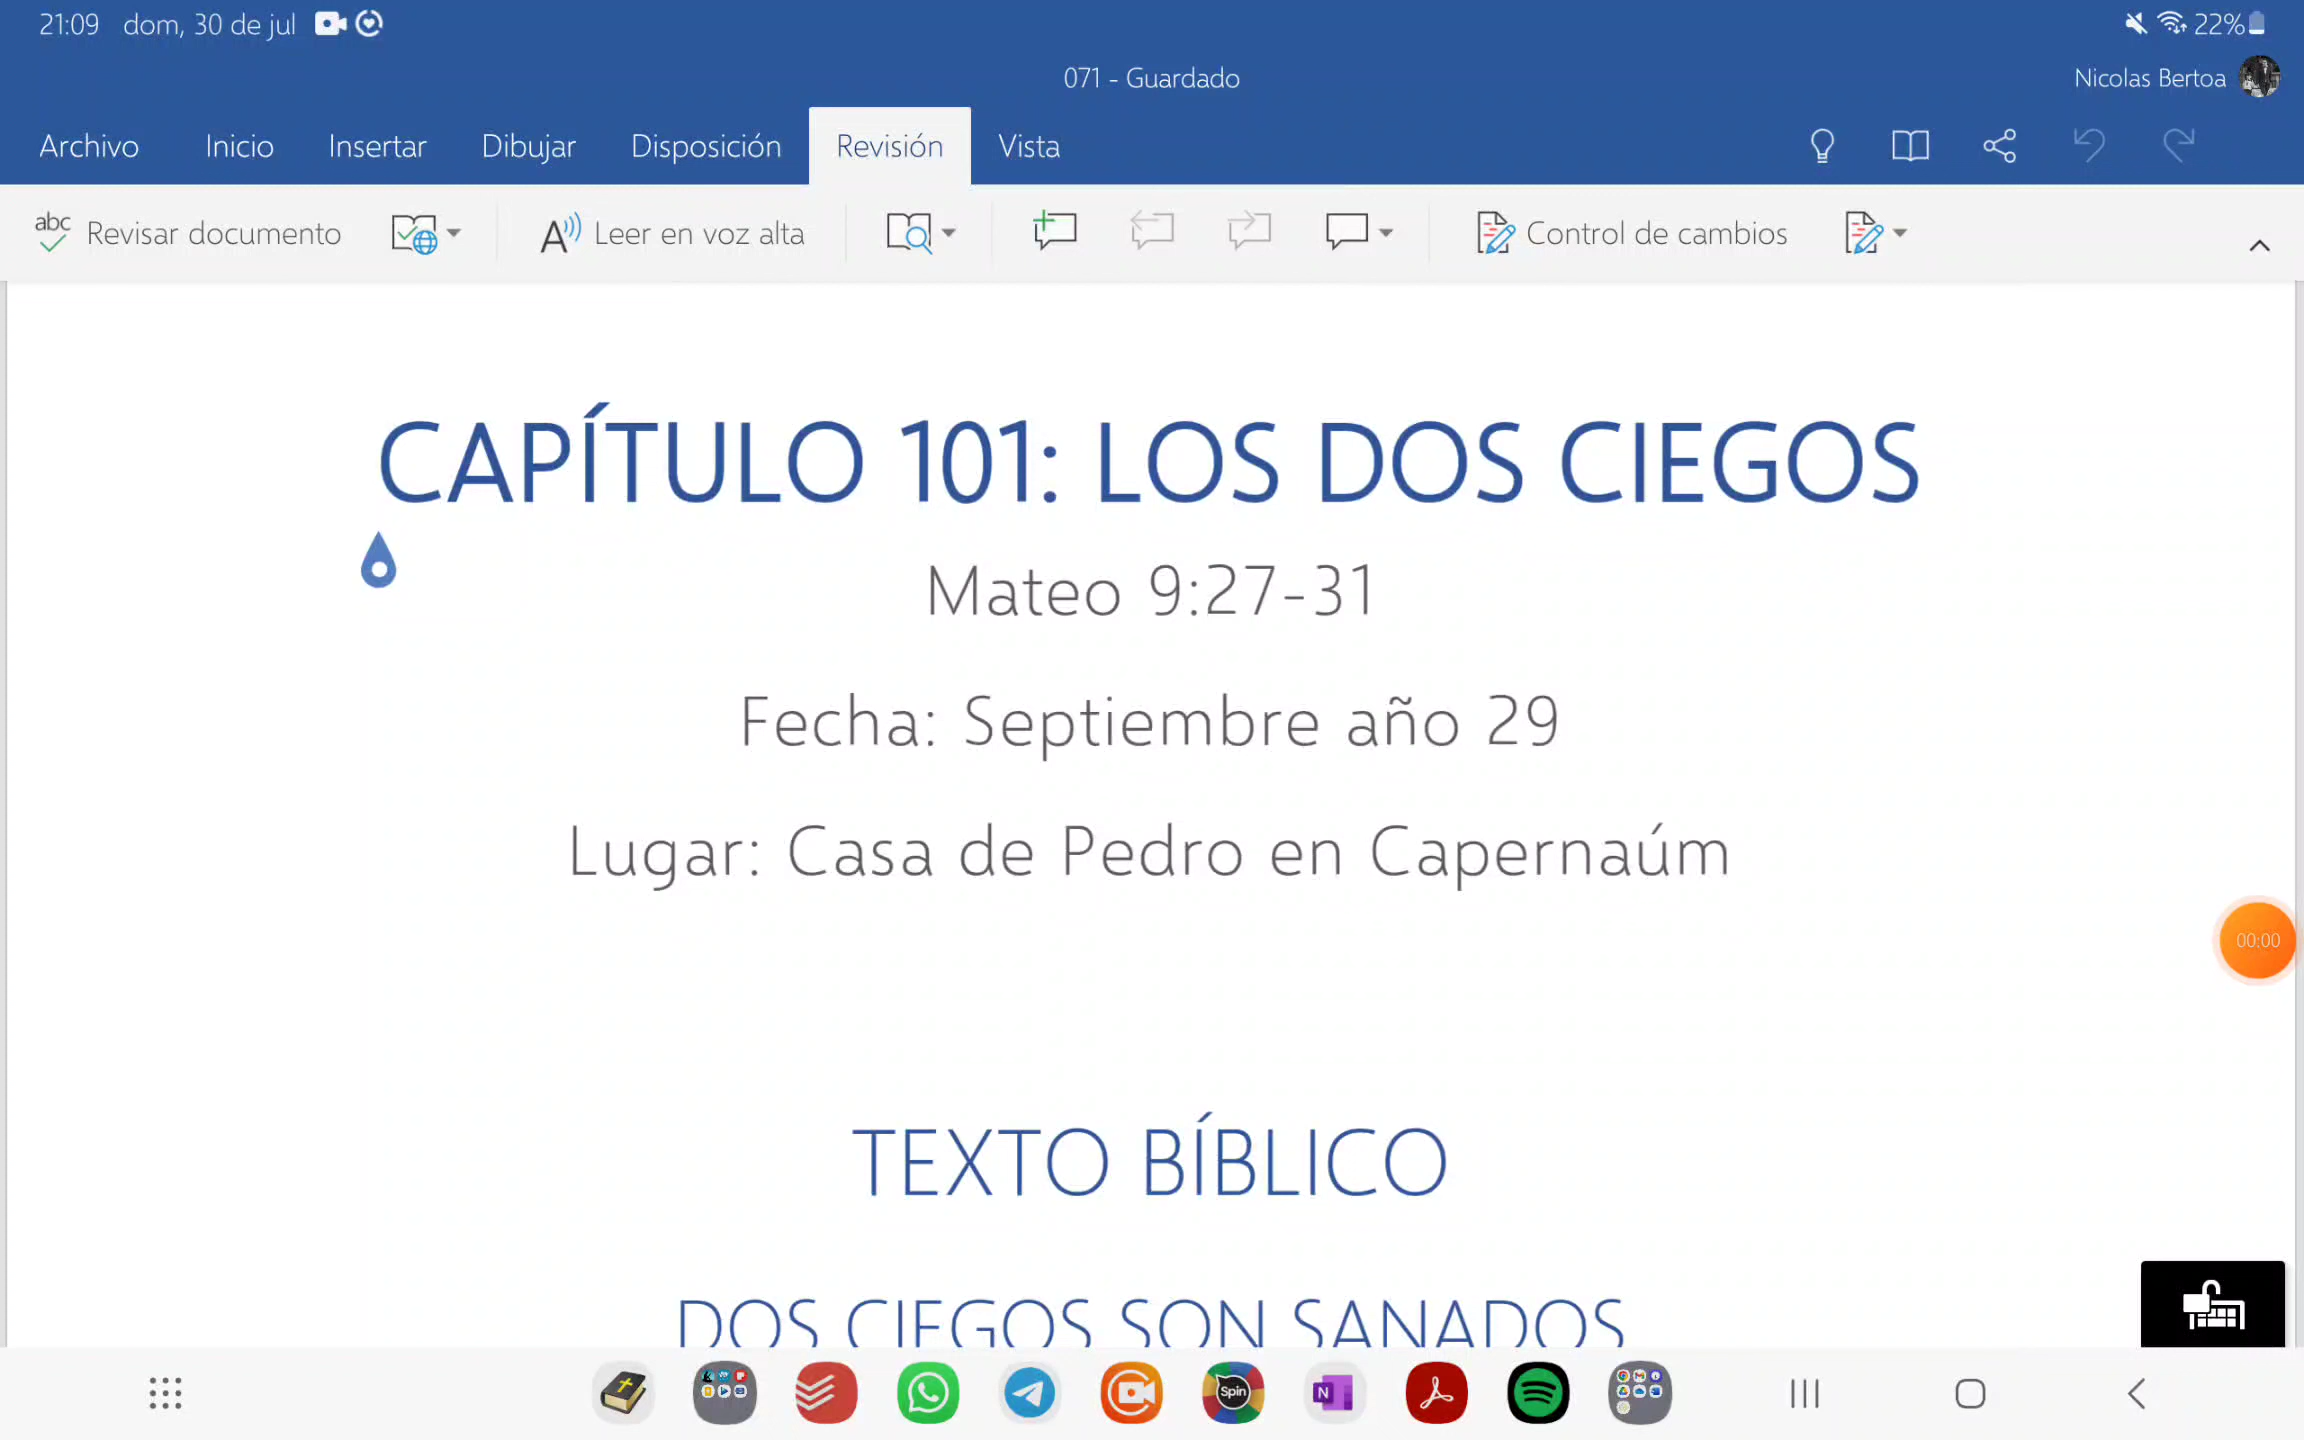 21:09 dom, 30 de jul 22%
071 - Guardado
Nicolas Bertoa
Archivo Inicio Insertar Dibujar Disposición Revisión Vista
abc Revisar documento A Leer en voz alta Control de cambios
CAPÍTULO 101: LOS DOS CIEGOS
Mateo 9:27-31
Fecha: Septiembre año 29
Lugar: Casa de Pedro en Capernaúm
00:00
TEXTO BÍBLICO
DOS CIEGOS SON SANADOS
Spin N